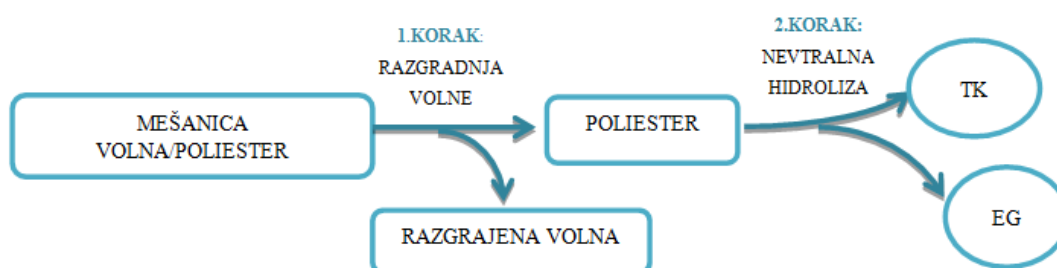 1.KORAK:
RAZGRADNJA
VOLNE
2.KORAK:
NEVTRALNA
HIDROLIZA
MEŠANICA
VOLNA/POLIESTER
POLIESTER
TK
RAZGRAJENA VOLNA
EG